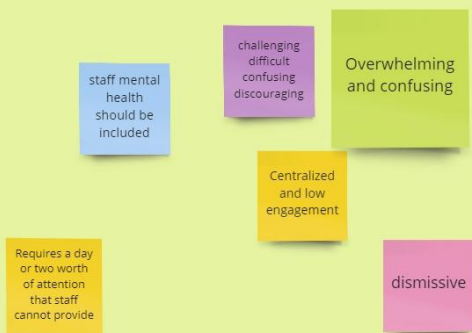 challenging
difficult
confusing
discouraging
Overwhelming
and confusing
staff mental
health
should be
included
Centralized
and low
engagement
Requires a day
or two worth
of attention
that staff
cannot provide
dismissive